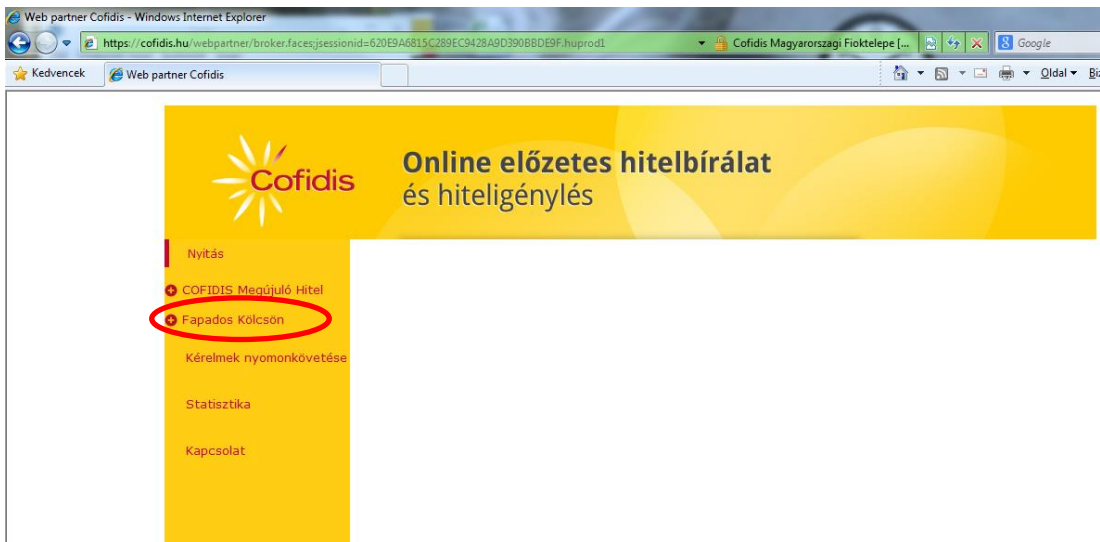 Web partner Cofidis - Windows Internet Explorer
https://cofidis.hu/webpartner/broker.faces;jsessionid=620E9A6815C289EC9428A9D390BBDE9F.huprod1
Cofidis Magyarorszagi Fioktelepe [...
Google
Kedvencek
Web partner Cofidis
Oldal
Cofidis
Online előzetes hitelbírálat
és hiteligénylés
Nyitás
COFIDIS Megújuló Hitel
Fapados Kölcsön
Kérelmek nyomonkövetése
Statisztika
Kapcsolat